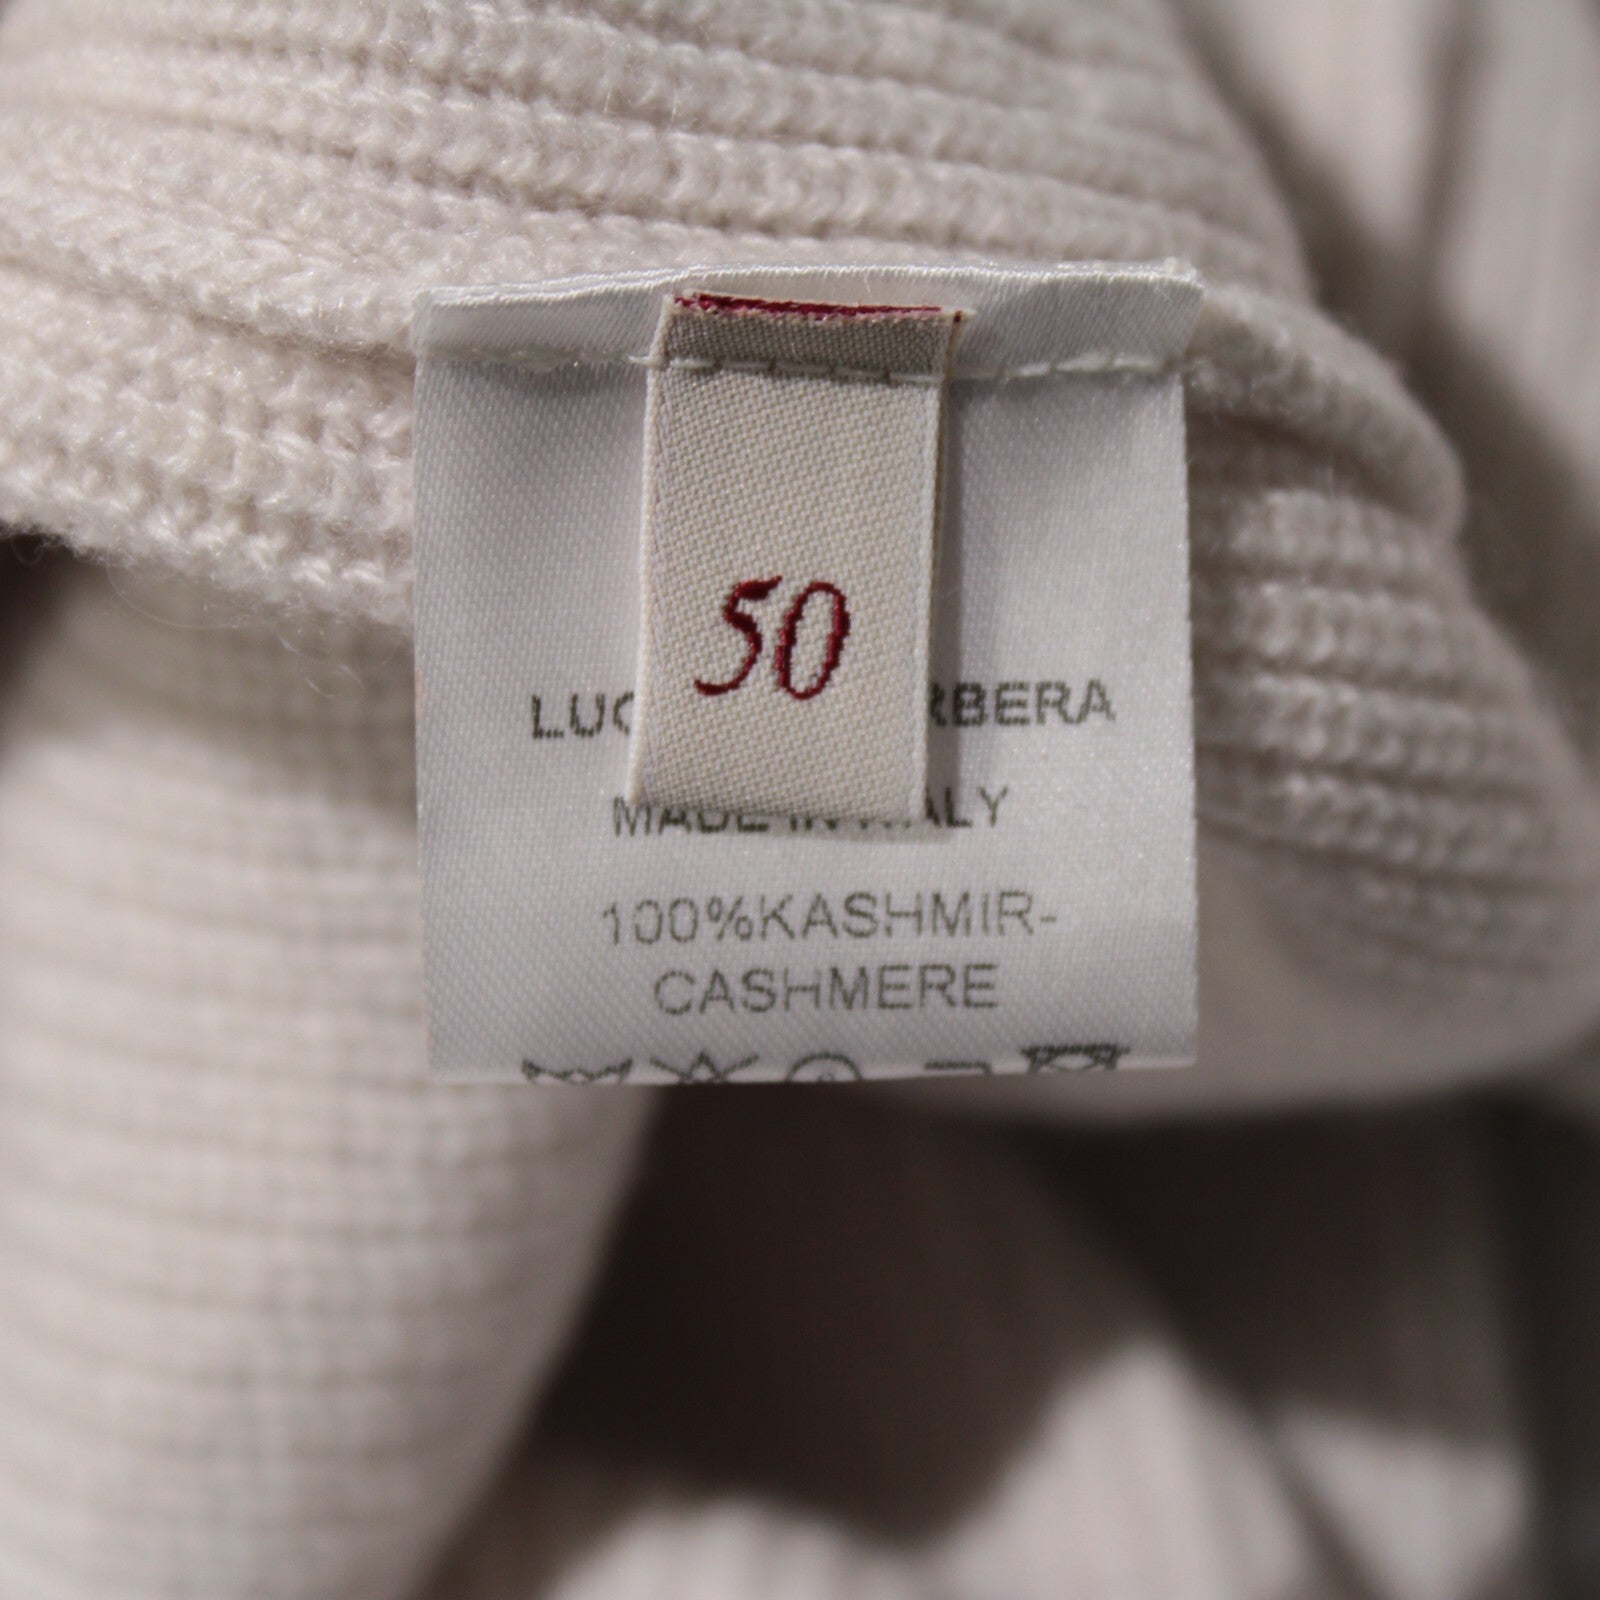 50
MADE IN ITALY
100%KASHMIR-
CASHMERE